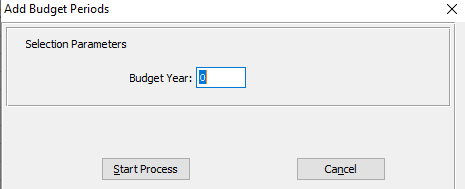 Add Budget Periods
Selection Parameters
Budget Year: 0
Start Process Cancel